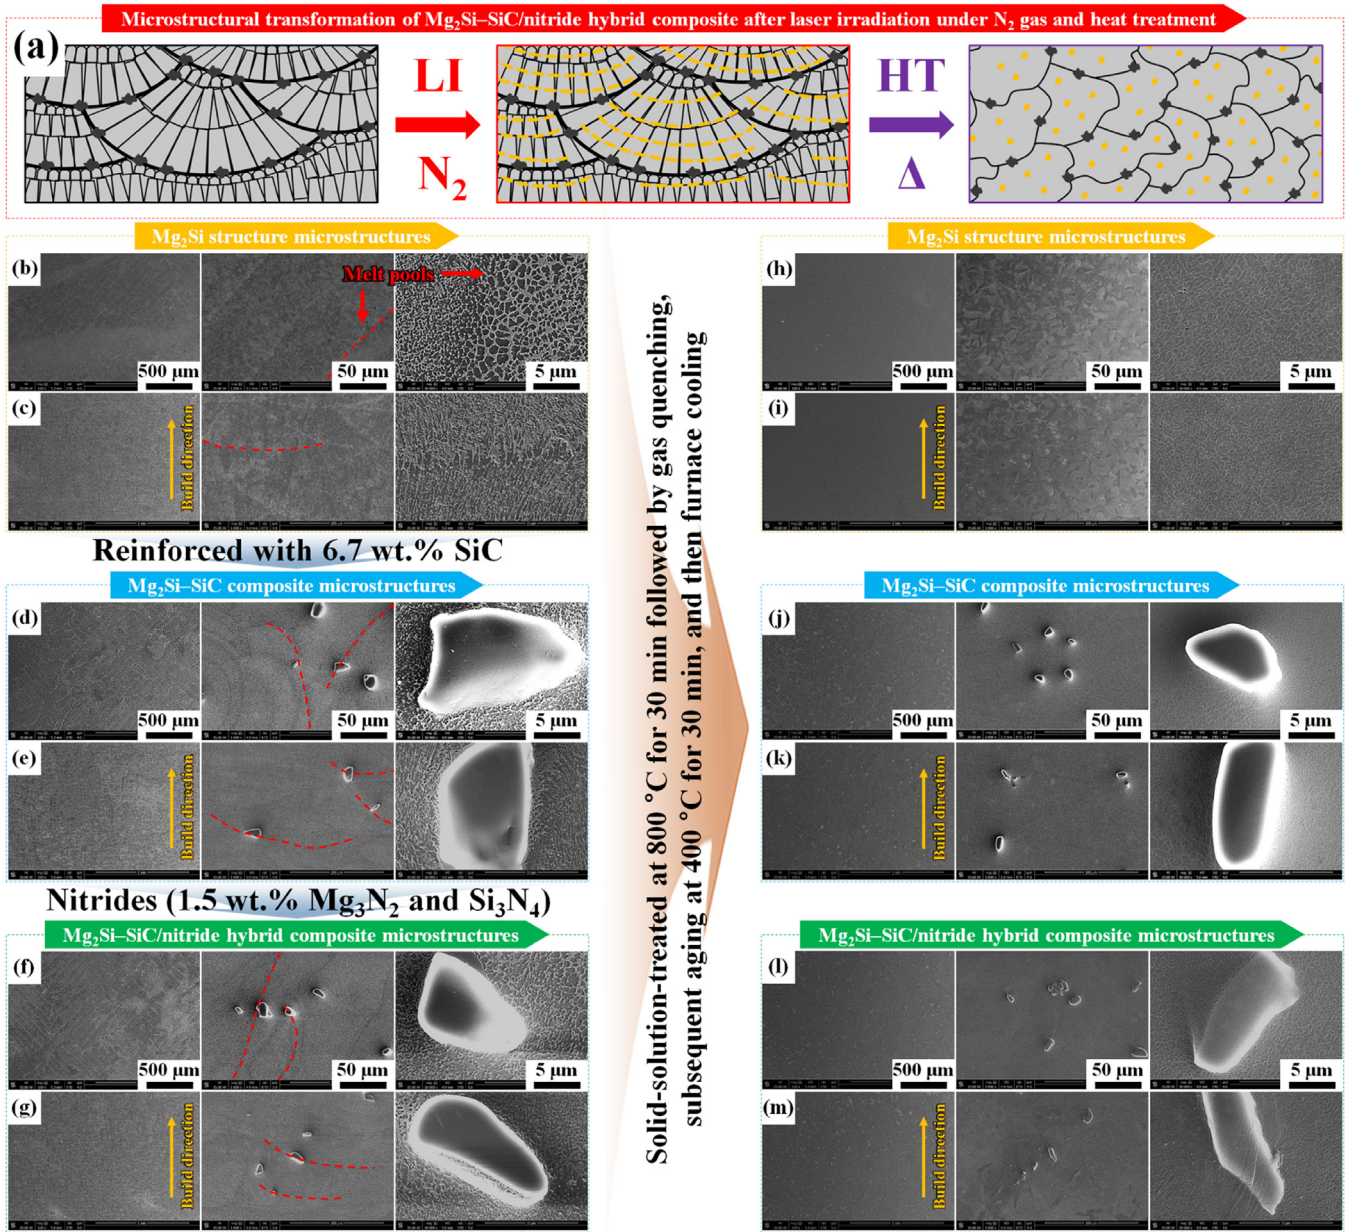 Microstructural transformation of Mg₂Si–SiC/nitride hybrid composite after laser irradiation under N₂ gas and heat treatment
(a)
LI
N₂
HT
Δ
Mg₂Si structure microstructures
(b)
Melt pools
500 μm
50 μm
5 μm
(c)
Build direction
Reinforced with 6.7 wt.% SiC
Mg₂Si–SiC composite microstructures
(d)
500 μm
50 μm
5 μm
(e)
Build direction
Nitrides (1.5 wt.% Mg₃N₂ and Si₃N₄)
Mg₂Si–SiC/nitride hybrid composite microstructures
(f)
500 μm
50 μm
5 μm
(g)
Build direction
Solid-solution-treated at 800 °C for 30 min followed by gas quenching,
subsequent aging at 400 °C for 30 min, and then furnace cooling
Mg₂Si structure microstructures
(h)
500 μm
50 μm
5 μm
(i)
Build direction
Mg₂Si–SiC composite microstructures
(j)
500 μm
50 μm
5 μm
(k)
Build direction
Mg₂Si–SiC/nitride hybrid composite microstructures
(l)
500 μm
50 μm
5 μm
(m)
Build direction